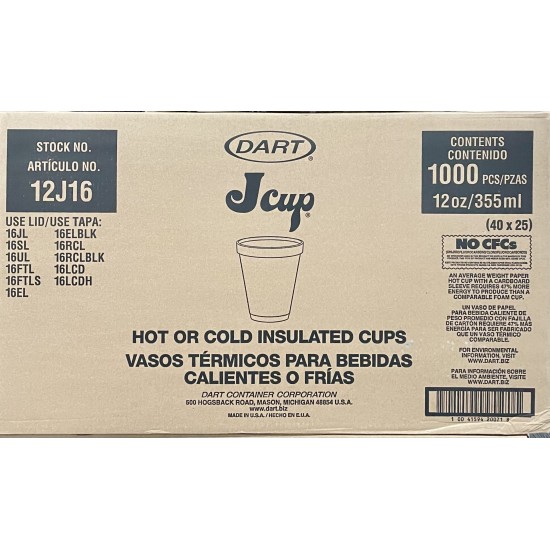 STOCK NO.
ARTÍCULO NO.
12J16
USE LID/USE TAPA:
16JL 16ELBLK
16SL 16RCL
16UL 16RCLBLK
16FTL 16LCD
16FTLS 16LCDH
16EL
DART®
J cup®
HOT OR COLD INSULATED CUPS
VASOS TÉRMICOS PARA BEBIDAS
CALIENTES O FRÍAS
DART CONTAINER CORPORATION
500 HOGSBACK ROAD, MASON, MICHIGAN 48854 U.S.A.
www.dart.biz
MADE IN U.S.A. / HECHO EN E.U.A.
CONTENTS
CONTENIDO
1000 PCS/PZAS
12 oz/355 ml
(40 x 25)
NO CFCs
AN AVERAGE WEIGHT PAPER
HOT CUP WITH A CARDBOARD
SLEEVE REQUIRES 47% MORE
ENERGY TO PRODUCE THAN A
COMPARABLE FOAM CUP.
UN VASO DE PAPEL
PARA BEBIDA CALIENTE DE
PESO PROMEDIO CON FAJILLA
DE CARTÓN REQUIERE 47% MÁS
ENERGÍA PARA SER FABRICADO
QUE UN VASO TÉRMICO
COMPARABLE.
FOR ENVIRONMENTAL
INFORMATION, VISIT
WWW.DART.BIZ
PARA INFORMACIÓN SOBRE
EL MEDIO AMBIENTE, VISITE
WWW.DART.BIZ